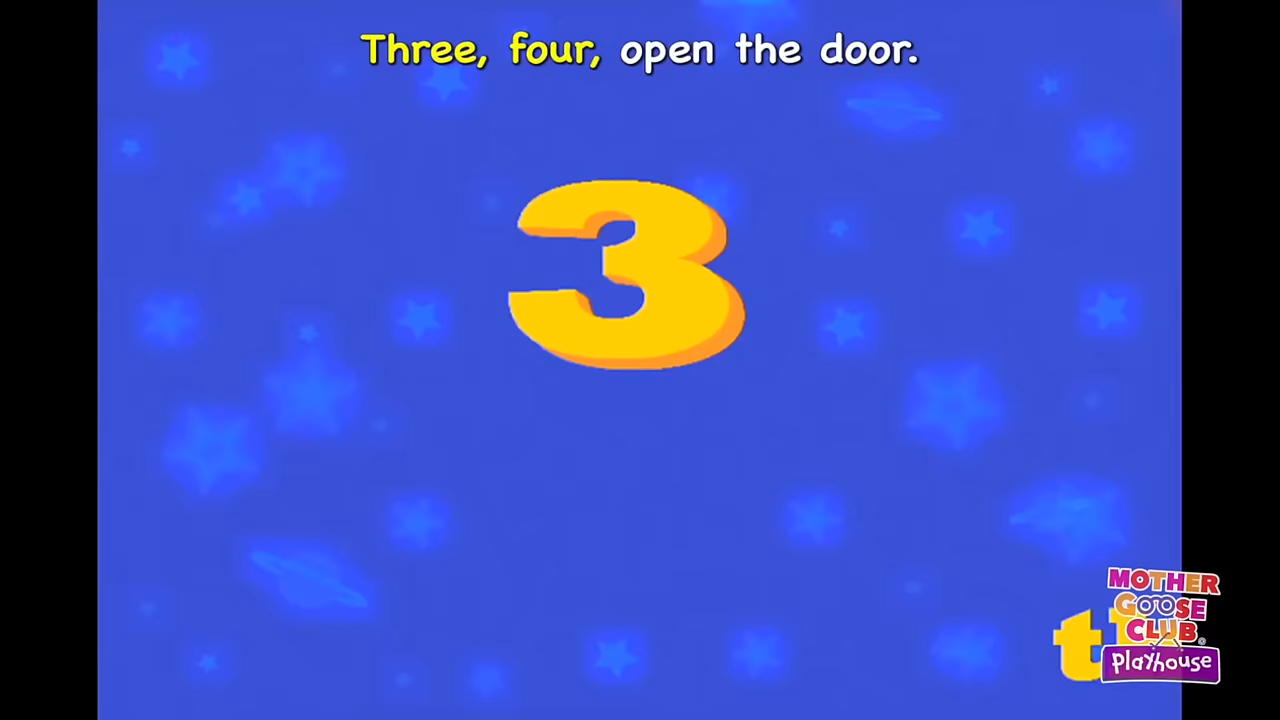 Three, four, open the door.
3
MOTHER
GOOSE
CLUB
Playhouse